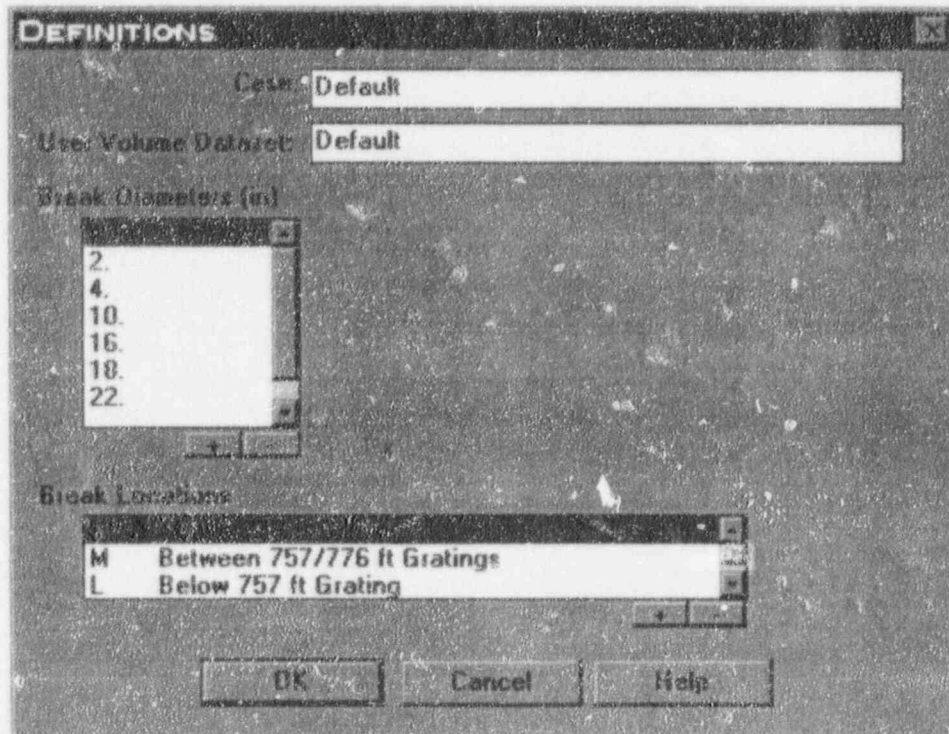 DEFINITIONS
Case: Default
User Volume Dataset: Default
Break Diameters (in)
2.
4.
10.
16.
18.
22.
+ -
Break Locations
M Between 757/776 ft Gratings
L Below 757 ft Grating
+ -
OK Cancel Help